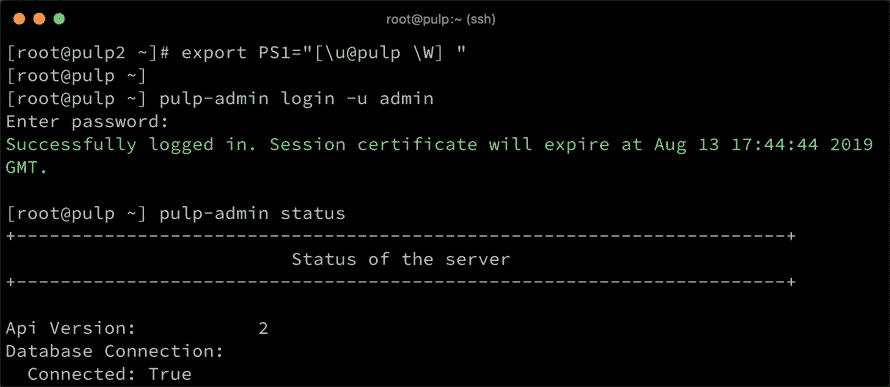 root@pulp:~ (ssh)
[root@pulp2 ~]# export PS1="[\u@pulp \W] "
[root@pulp ~]
[root@pulp ~] pulp-admin login -u admin
Enter password:
Successfully logged in. Session certificate will expire at Aug 13 17:44:44 2019
GMT.
[root@pulp ~] pulp-admin status
+----------------------------------------------------------------------+
Status of the server
+----------------------------------------------------------------------+
Api Version: 2
Database Connection:
Connected: True